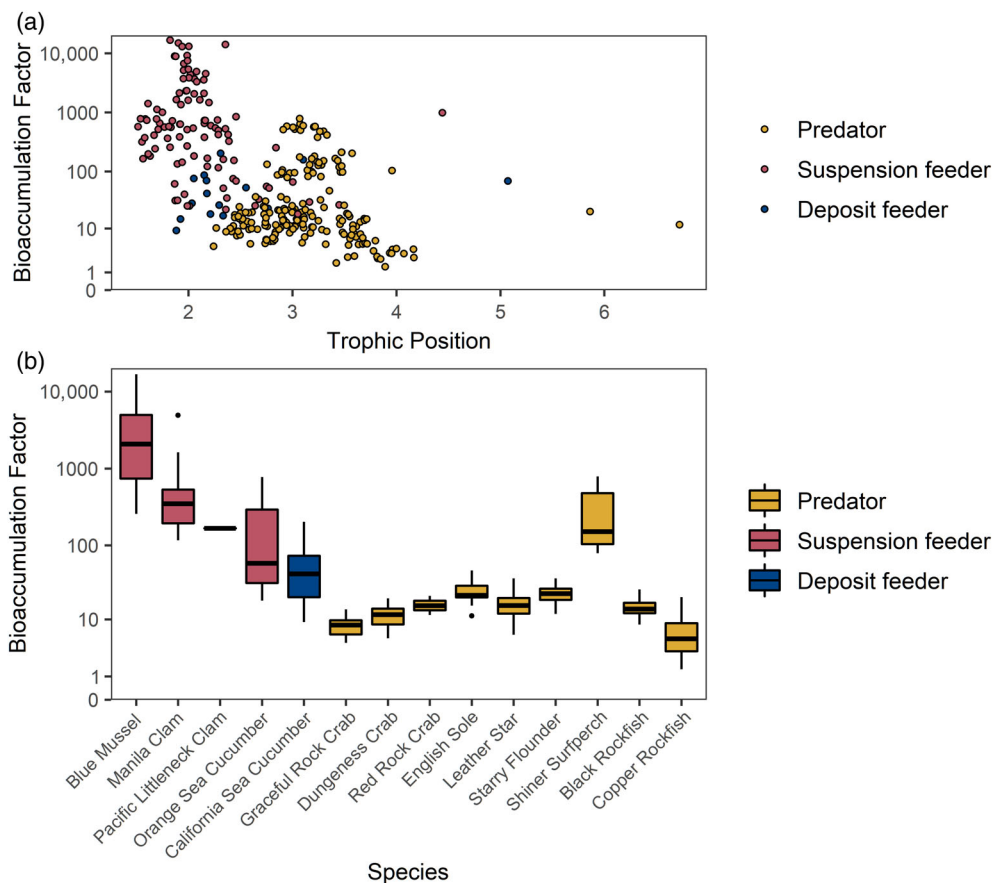 (a)
Bioaccumulation Factor
10,000
1000
100
10
1
0
2
3
4
5
6
Trophic Position
Predator
Suspension feeder
Deposit feeder
(b)
Bioaccumulation Factor
10,000
1000
100
10
1
0
Blue Mussel
Manila Clam
Pacific Littleneck Clam
Orange Sea Cucumber
California Sea Cucumber
Graceful Rock Crab
Dungeness Crab
Red Rock Crab
English Sole
Leather Star
Starry Flounder
Shiner Surfperch
Black Rockfish
Copper Rockfish
Species
Predator
Suspension feeder
Deposit feeder